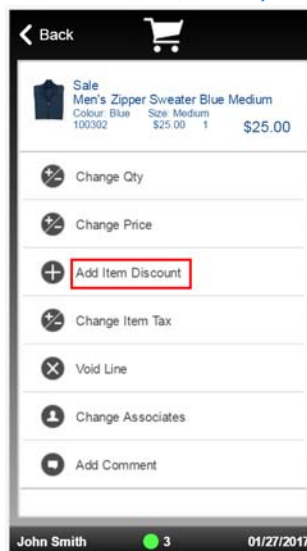 Back
Sale
Men's Zipper Sweater Blue Medium
Colour: Blue Size: Medium
100302 $25.00 1 $25.00
Change Qty
Change Price
Add Item Discount
Change Item Tax
Void Line
Change Associates
Add Comment
John Smith 3 01/27/2017